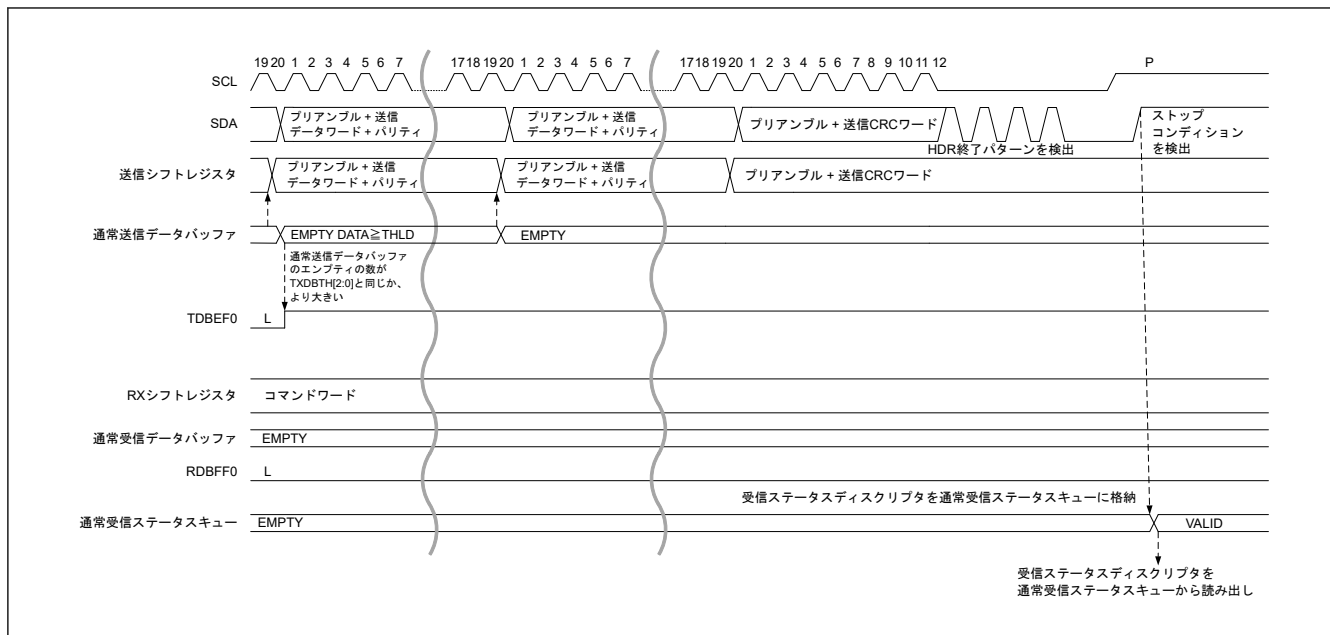 19 20 1 2 3 4 5 6 7 17 18 19 20 1 2 3 4 5 6 7 17 18 19 20 1 2 3 4 5 6 7 8 9 10 11 12 P
SCL
SDA
プリアンブル + 送信
データワード + パリティ
プリアンブル + 送信
データワード + パリティ
プリアンブル + 送信CRCワード
HDR終了パターンを検出
ストップ
コンディション
を検出
送信シフトレジスタ
プリアンブル + 送信
データワード + パリティ
プリアンブル + 送信
データワード + パリティ
プリアンブル + 送信CRCワード
通常送信データバッファ
EMPTY DATA≧THLD
EMPTY
通常送信データバッファ
のエンプティの数が
TXDBTH[2:0]と同じか、
より大きい
TDBEF0
L
RXシフトレジスタ
コマンドワード
通常受信データバッファ
EMPTY
RDBFF0
L
受信ステータスディスクリプタを通常受信ステータスキューに格納
通常受信ステータスキュー
EMPTY
VALID
受信ステータスディスクリプタを
通常受信ステータスキューから読み出し